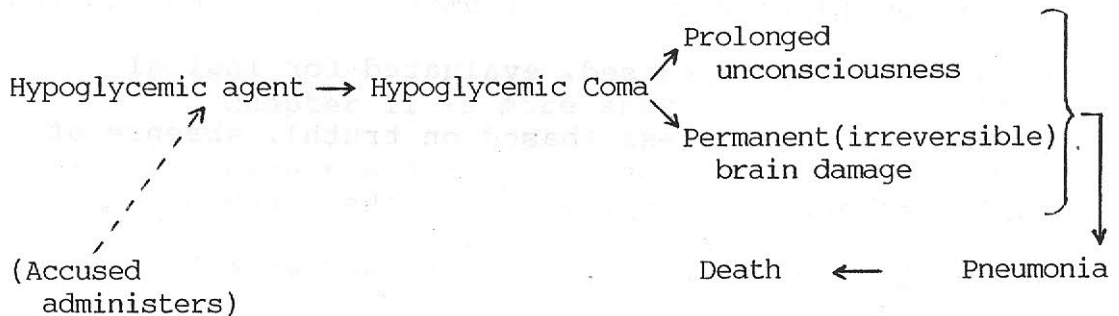 Prolonged
unconsciousness
Hypoglycemic agent → Hypoglycemic Coma
Permanent(irreversible)
brain damage
(Accused
administers)
Death ← Pneumonia